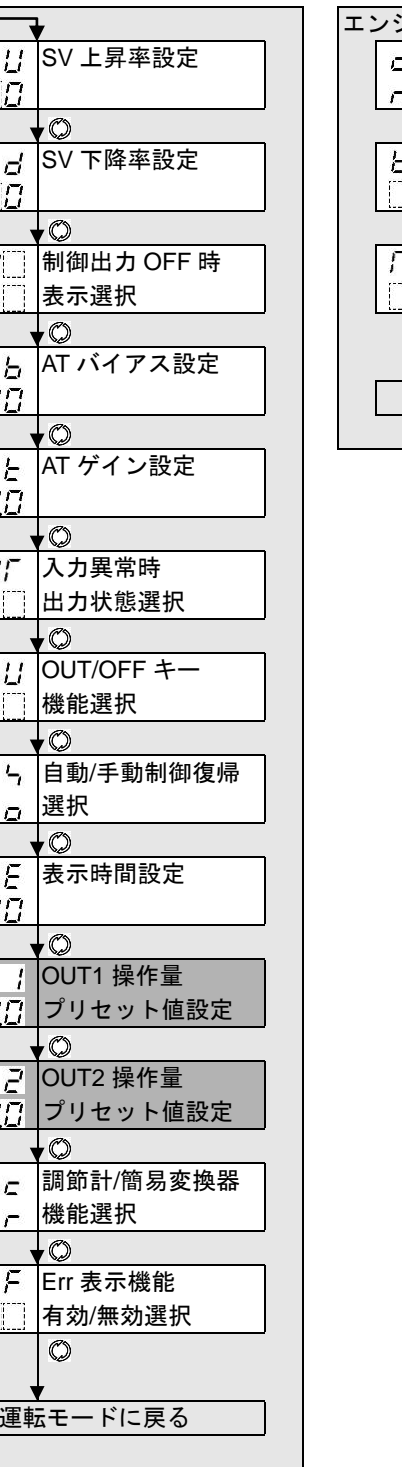 SV 上昇率設定
SV 下降率設定
制御出力 OFF 時
表示選択
AT バイアス設定
AT ゲイン設定
入力異常時
出力状態選択
OUT/OFF キー
機能選択
自動/手動制御復帰
選択
表示時間設定
OUT1 操作量
プリセット値設定
OUT2 操作量
プリセット値設定
調節計/簡易変換器
機能選択
Err 表示機能
有効/無効選択
運転モードに戻る